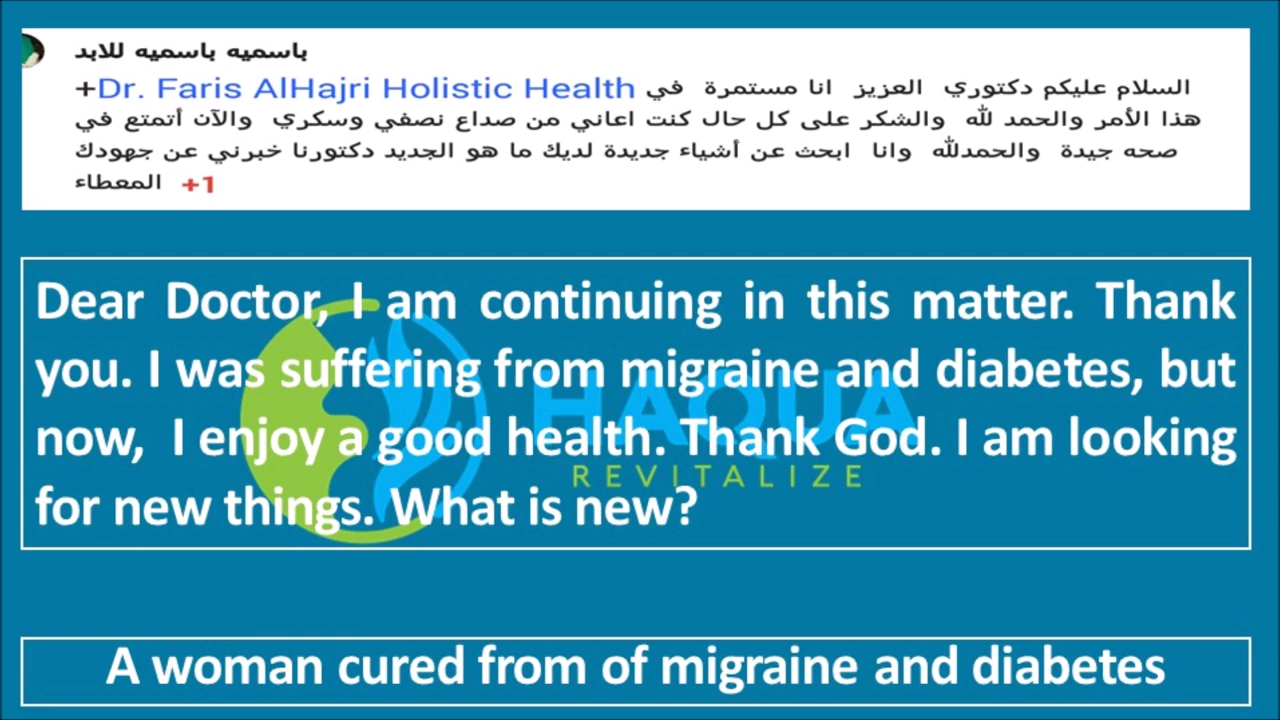 باسميه باسميه للابد
+Dr. Faris AlHajri Holistic Health السلام عليكم دكتوري العزيز انا مستمرة في
هذا الأمر والحمد لله والشكر على كل حال كنت اعاني من صداع نصفي وسكري والآن أتمتع في
صحه جيدة والحمدلله وانا ابحث عن أشياء جديدة لديك ما هو الجديد دكتورنا خبرني عن جهودك
المعطاء +1
Dear Doctor, I am continuing in this matter. Thank
you. I was suffering from migraine and diabetes, but
now, I enjoy a good health. Thank God. I am looking
for new things. What is new?
HAQUA
REVITALIZE
A woman cured from of migraine and diabetes